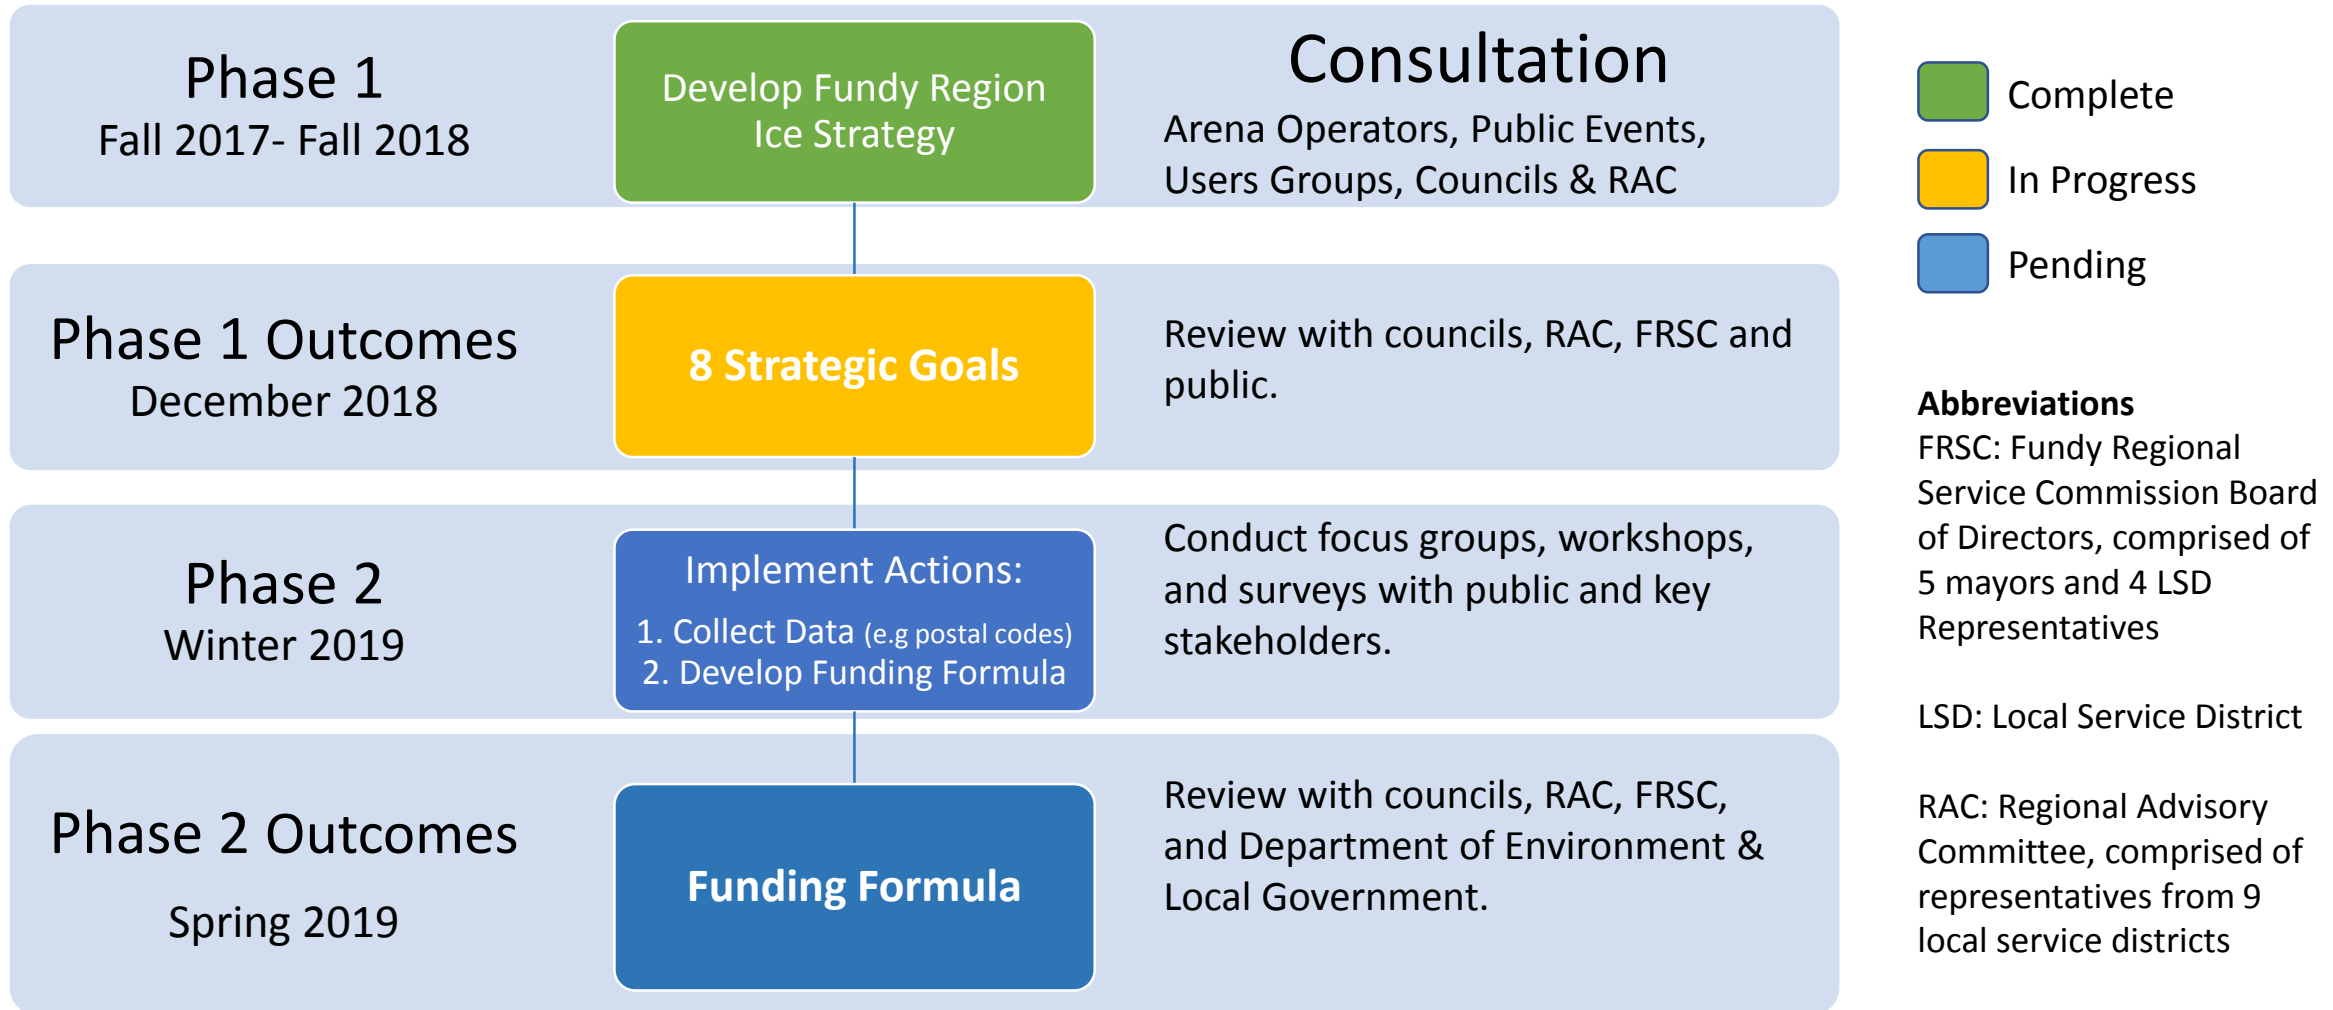 Phase 1
Fall 2017- Fall 2018
Develop Fundy Region
Ice Strategy
Consultation
Arena Operators, Public Events,
Users Groups, Councils & RAC
Phase 1 Outcomes
December 2018
8 Strategic Goals
Review with councils, RAC, FRSC and
public.
Phase 2
Winter 2019
Implement Actions:
1. Collect Data (e.g postal codes)
2. Develop Funding Formula
Conduct focus groups, workshops,
and surveys with public and key
stakeholders.
Phase 2 Outcomes
Spring 2019
Funding Formula
Review with councils, RAC, FRSC,
and Department of Environment &
Local Government.
Complete
In Progress
Pending
Abbreviations
FRSC: Fundy Regional
Service Commission Board
of Directors, comprised of
5 mayors and 4 LSD
Representatives
LSD: Local Service District
RAC: Regional Advisory
Committee, comprised of
representatives from 9
local service districts